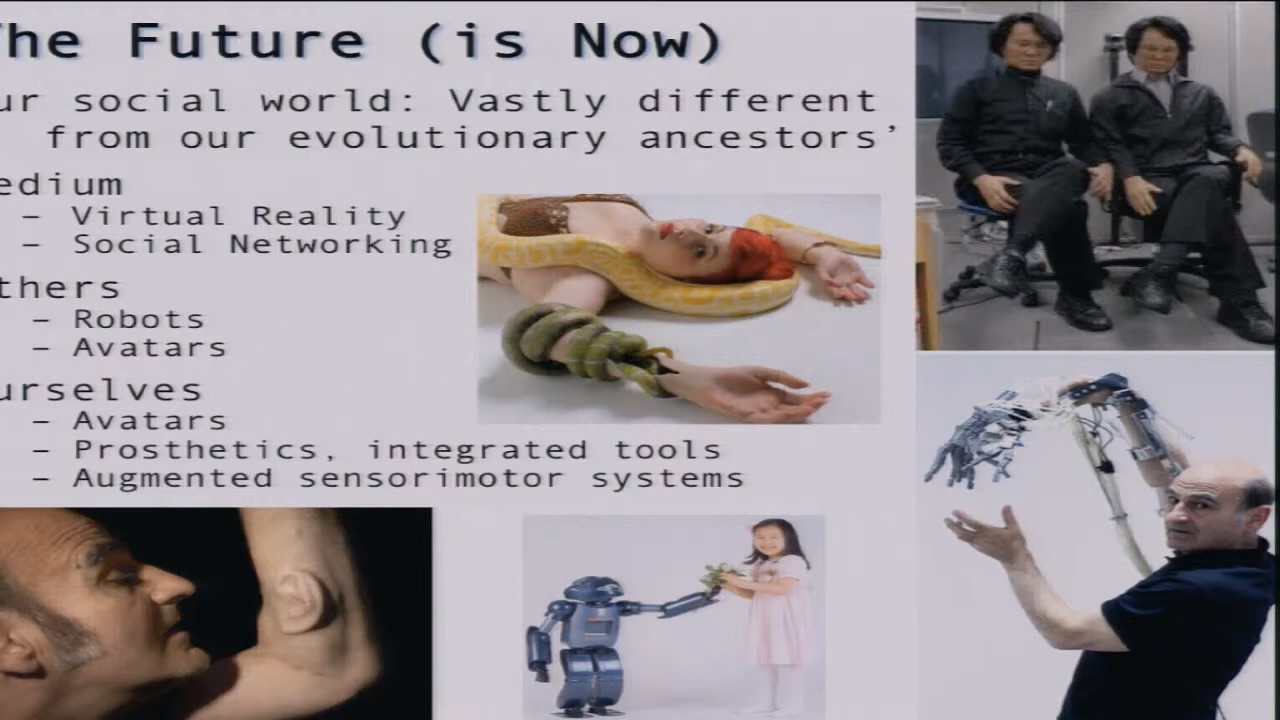 The Future (is Now)
ur social world: Vastly different
from our evolutionary ancestors’
edium
– Virtual Reality
– Social Networking
thers
– Robots
– Avatars
urselves
– Avatars
– Prosthetics, integrated tools
– Augmented sensorimotor systems